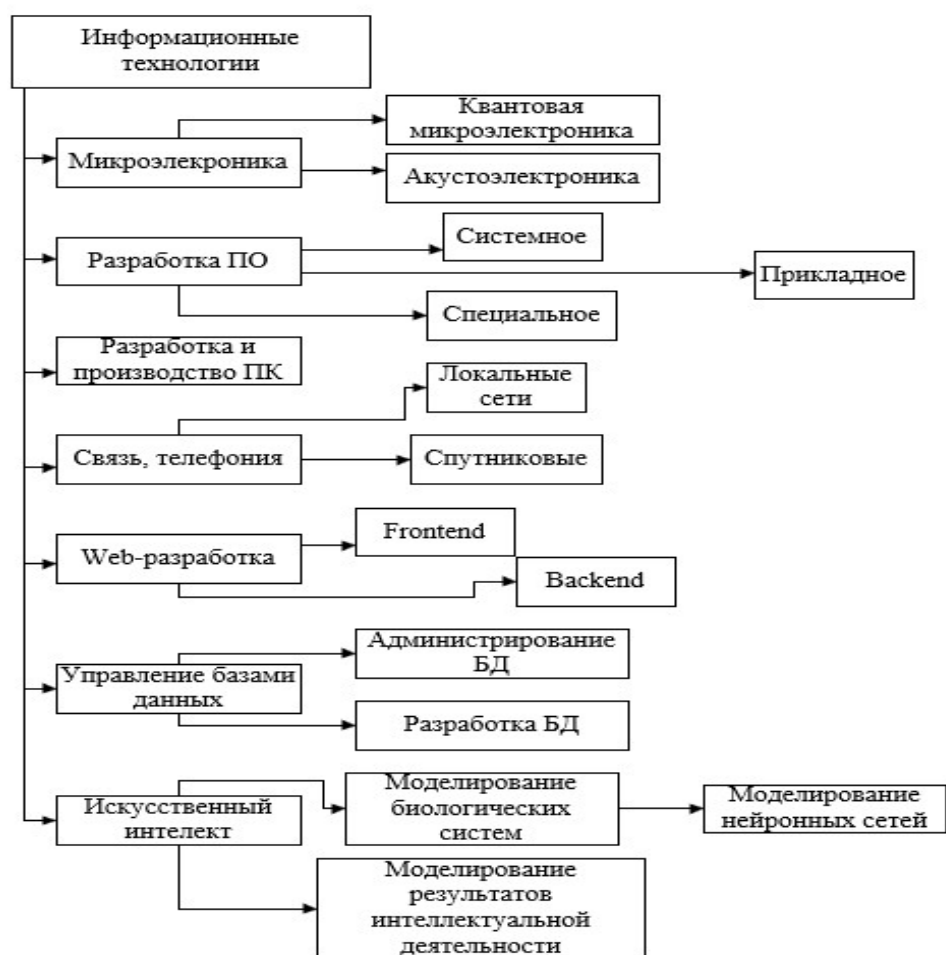 Информационные
технологии
Квантовая
микроэлектроника
Микроэлекроника
Акустоэлектроника
Системное
Разработка ПО
Прикладное
Специальное
Разработка и
производство ПК
Локальные
сети
Связь, телефония
Спутниковые
Frontend
Web-разработка
Backend
Администрирование
БД
Управление базами
данных
Разработка БД
Искусственный
интелект
Моделирование
биологических
систем
Моделирование
нейронных сетей
Моделирование
результатов
интеллектуальной
деятельности